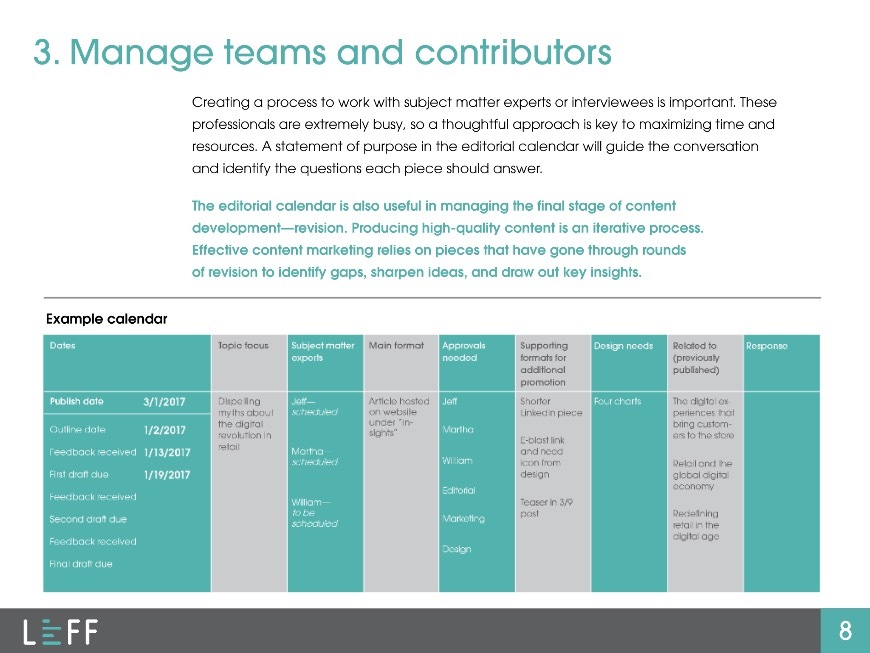 3. Manage teams and contributors
Creating a process to work with subject matter experts or interviewees is important. These
professionals are extremely busy, so a thoughtful approach is key to maximizing time and
resources. A statement of purpose in the editorial calendar will guide the conversation
and identify the questions each piece should answer.
The editorial calendar is also useful in managing the final stage of content
development—revision. Producing high-quality content is an iterative process.
Effective content marketing relies on pieces that have gone through rounds
of revision to identify gaps, sharpen ideas, and draw out key insights.
Example calendar
Dates
Topic focus
Subject matter
experts
Main format
Approvals
needed
Supporting
formats for
additional
promotion
Design needs
Related to
(previously
published)
Response
Publish date 3/1/2017
Outline date 1/2/2017
Feedback received 1/13/2017
First draft due 1/19/2017
Feedback received
Second draft due
Feedback received
Final draft due
Dispelling
myths about
the digital
revolution in
retail
Jeff—
scheduled
Martha—
scheduled
William—
to be
scheduled
Article hosted
on website
under "in-
sights"
Jeff
Martha
William
Editorial
Marketing
Design
Shorter
LinkedIn piece
E-blast link
and need
icon from
design
Teaser in 3/9
post
Four charts
The digital ex-
periences that
bring custom-
ers to the store
Retail and the
global digital
economy
Redefining
retail in the
digital age
LEFF
8